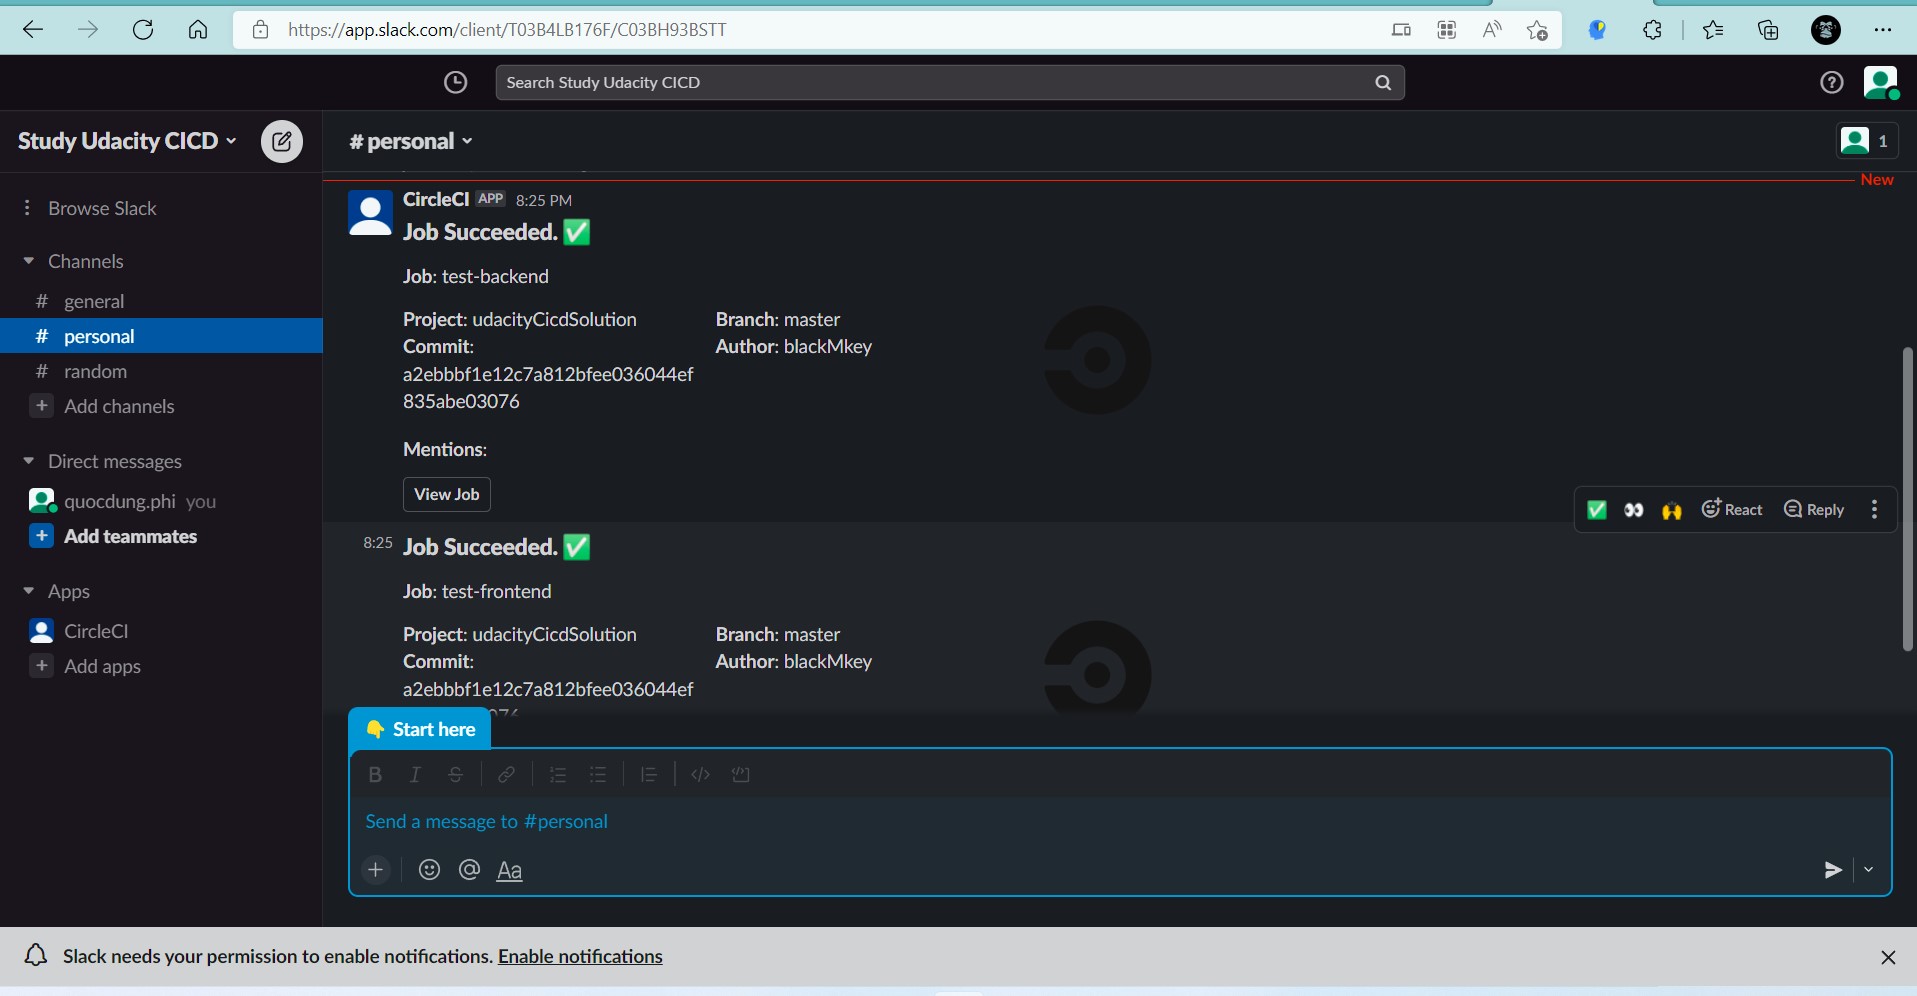 https://app.slack.com/client/T03B4LB176F/C03BH93BSTT
Search Study Udacity CICD
Study Udacity CICD
# personal
1
Browse Slack
Channels
# general
# personal
# random
+ Add channels
Direct messages
quocdung.phi you
+ Add teammates
Apps
CircleCI
+ Add apps
New
CircleCI APP 8:25 PM
Job Succeeded. ✅
Job: test-backend
Project: udacityCicdSolution
Branch: master
Commit:
Author: blackMkey
a2ebbbf1e12c7a812bfee036044ef
835abe03076
Mentions:
View Job
React
Reply
8:25 Job Succeeded. ✅
Job: test-frontend
Project: udacityCicdSolution
Branch: master
Commit:
Author: blackMkey
a2ebbbf1e12c7a812bfee036044ef
Start here
B I S
Send a message to #personal
+ @ Aa
Slack needs your permission to enable notifications. Enable notifications